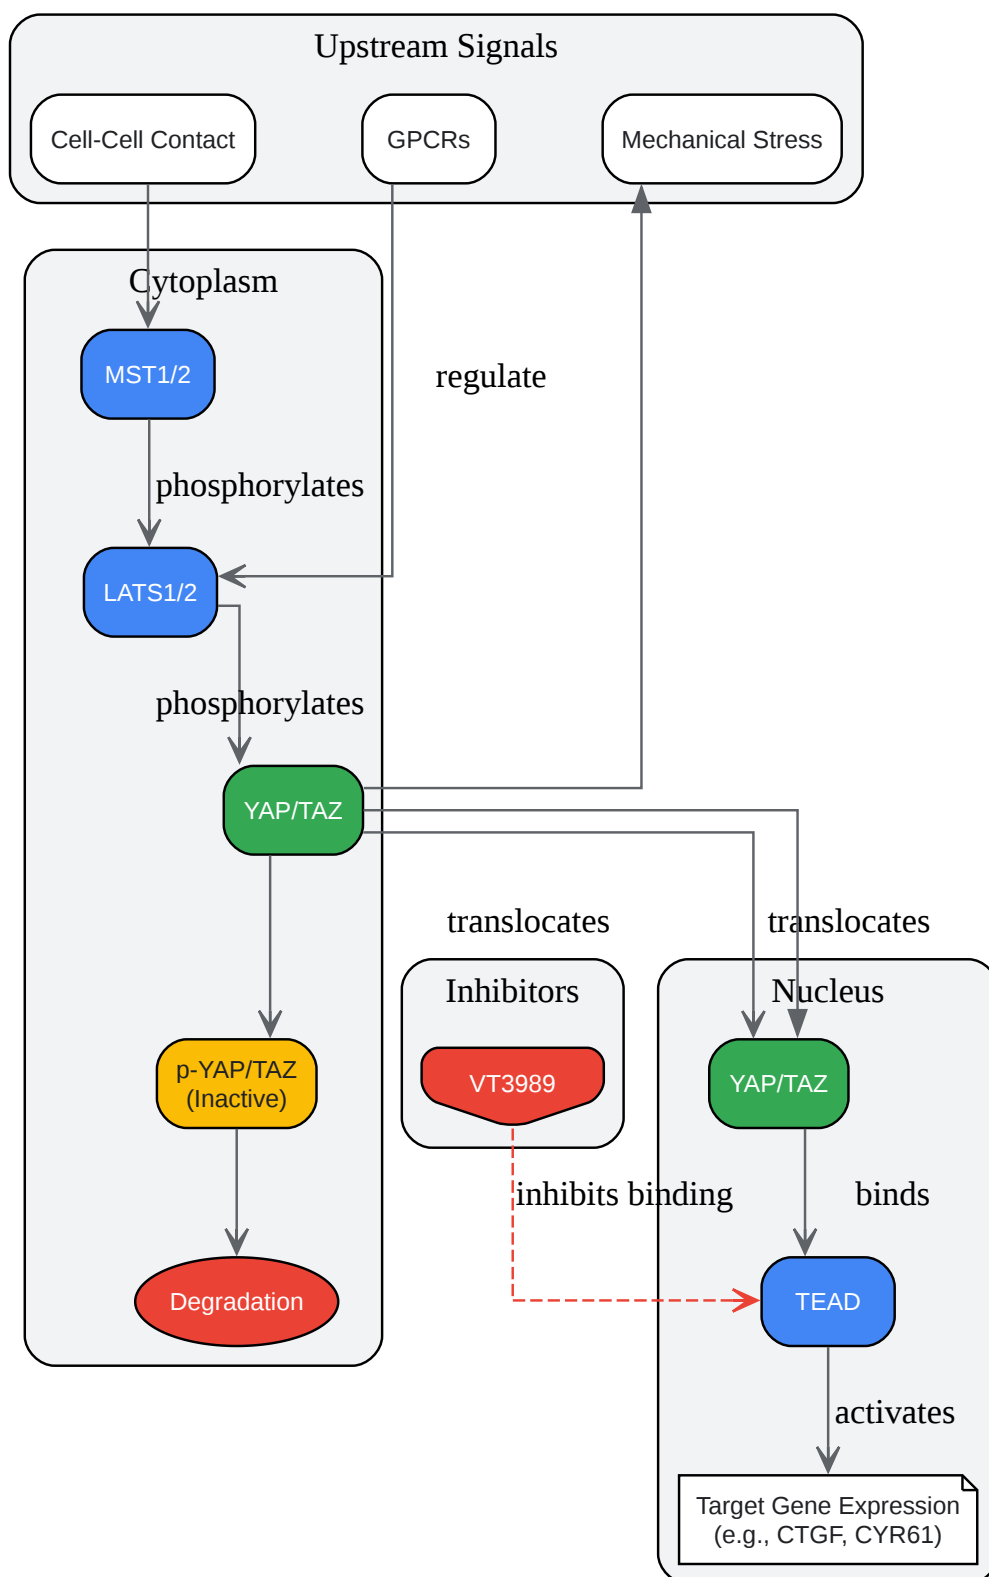 Upstream Signals
Cell-Cell Contact
GPCRs
Mechanical Stress
Cytoplasm
MST1/2
regulate
phosphorylates
LATS1/2
phosphorylates
YAP/TAZ
translocates
translocates
Inhibitors
Nucleus
p-YAP/TAZ
(Inactive)
VT3989
YAP/TAZ
inhibits binding
binds
Degradation
TEAD
activates
Target Gene Expression
(e.g., CTGF, CYR61)